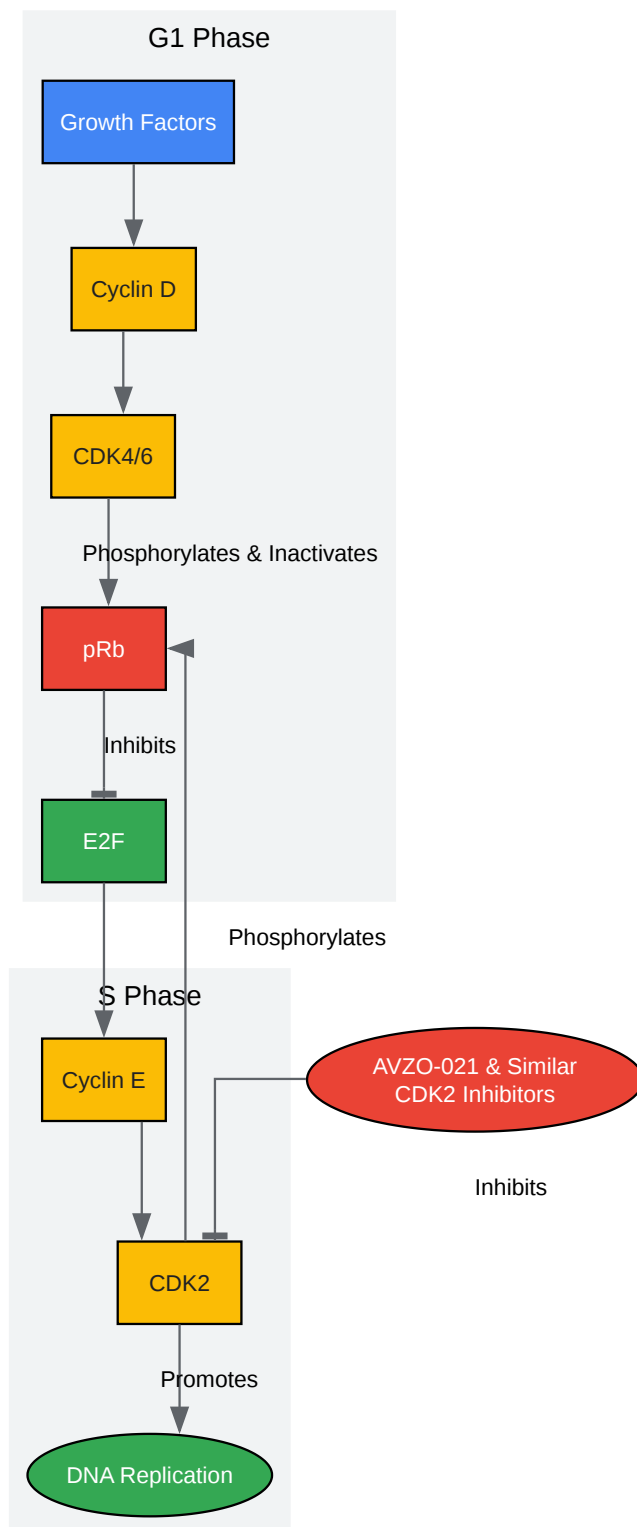 G1 Phase
Growth Factors
Cyclin D
CDK4/6
Phosphorylates & Inactivates
pRb
Inhibits
E2F
Phosphorylates
S Phase
Cyclin E
AVZO-021 & Similar
CDK2 Inhibitors
Inhibits
CDK2
Promotes
DNA Replication